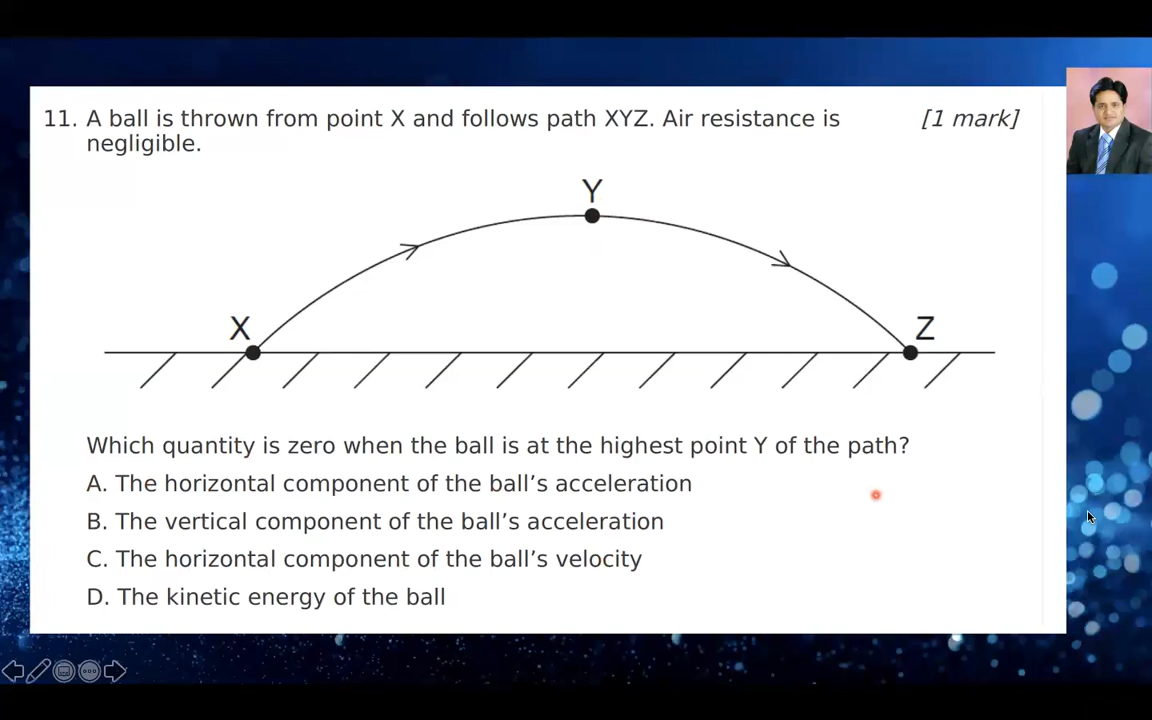 11. A ball is thrown from point X and follows path XYZ. Air resistance is [1 mark]
negligible.
Y
X
Z
Which quantity is zero when the ball is at the highest point Y of the path?
A. The horizontal component of the ball’s acceleration
B. The vertical component of the ball’s acceleration
C. The horizontal component of the ball’s velocity
D. The kinetic energy of the ball